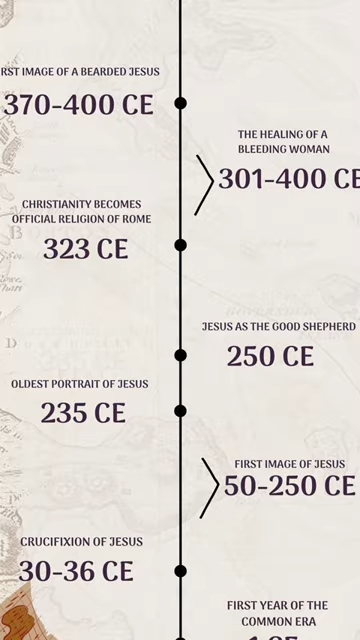 RST IMAGE OF A BEARDED JESUS
370-400 CE
THE HEALING OF A
BLEEDING WOMAN
301-400 CE
CHRISTIANITY BECOMES
OFFICIAL RELIGION OF ROME
323 CE
JESUS AS THE GOOD SHEPHERD
250 CE
OLDEST PORTRAIT OF JESUS
235 CE
FIRST IMAGE OF JESUS
50-250 CE
CRUCIFIXION OF JESUS
30-36 CE
FIRST YEAR OF THE
COMMON ERA